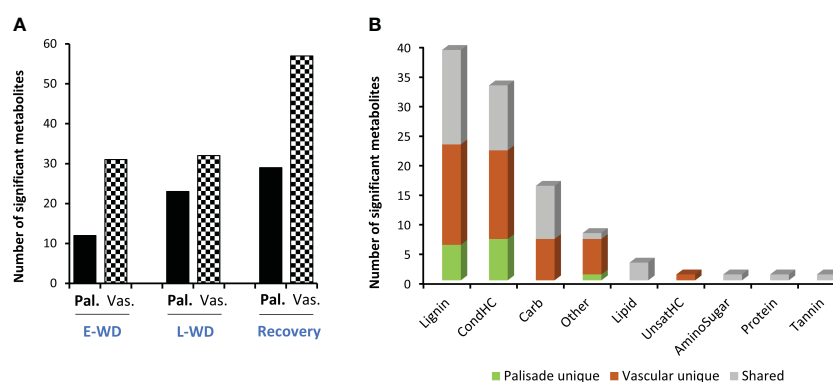 A
Number of significant metabolites
60
50
40
30
20
10
0
Pal. Vas. Pal. Vas. Pal. Vas.
E-WD L-WD Recovery
B
Number of significant metabolites
40
35
30
25
20
15
10
5
0
Lignin
CondHC
Carb
Other
Lipid
UnsatHC
AminoSugar
Protein
Tannin
Palisade unique Vascular unique Shared